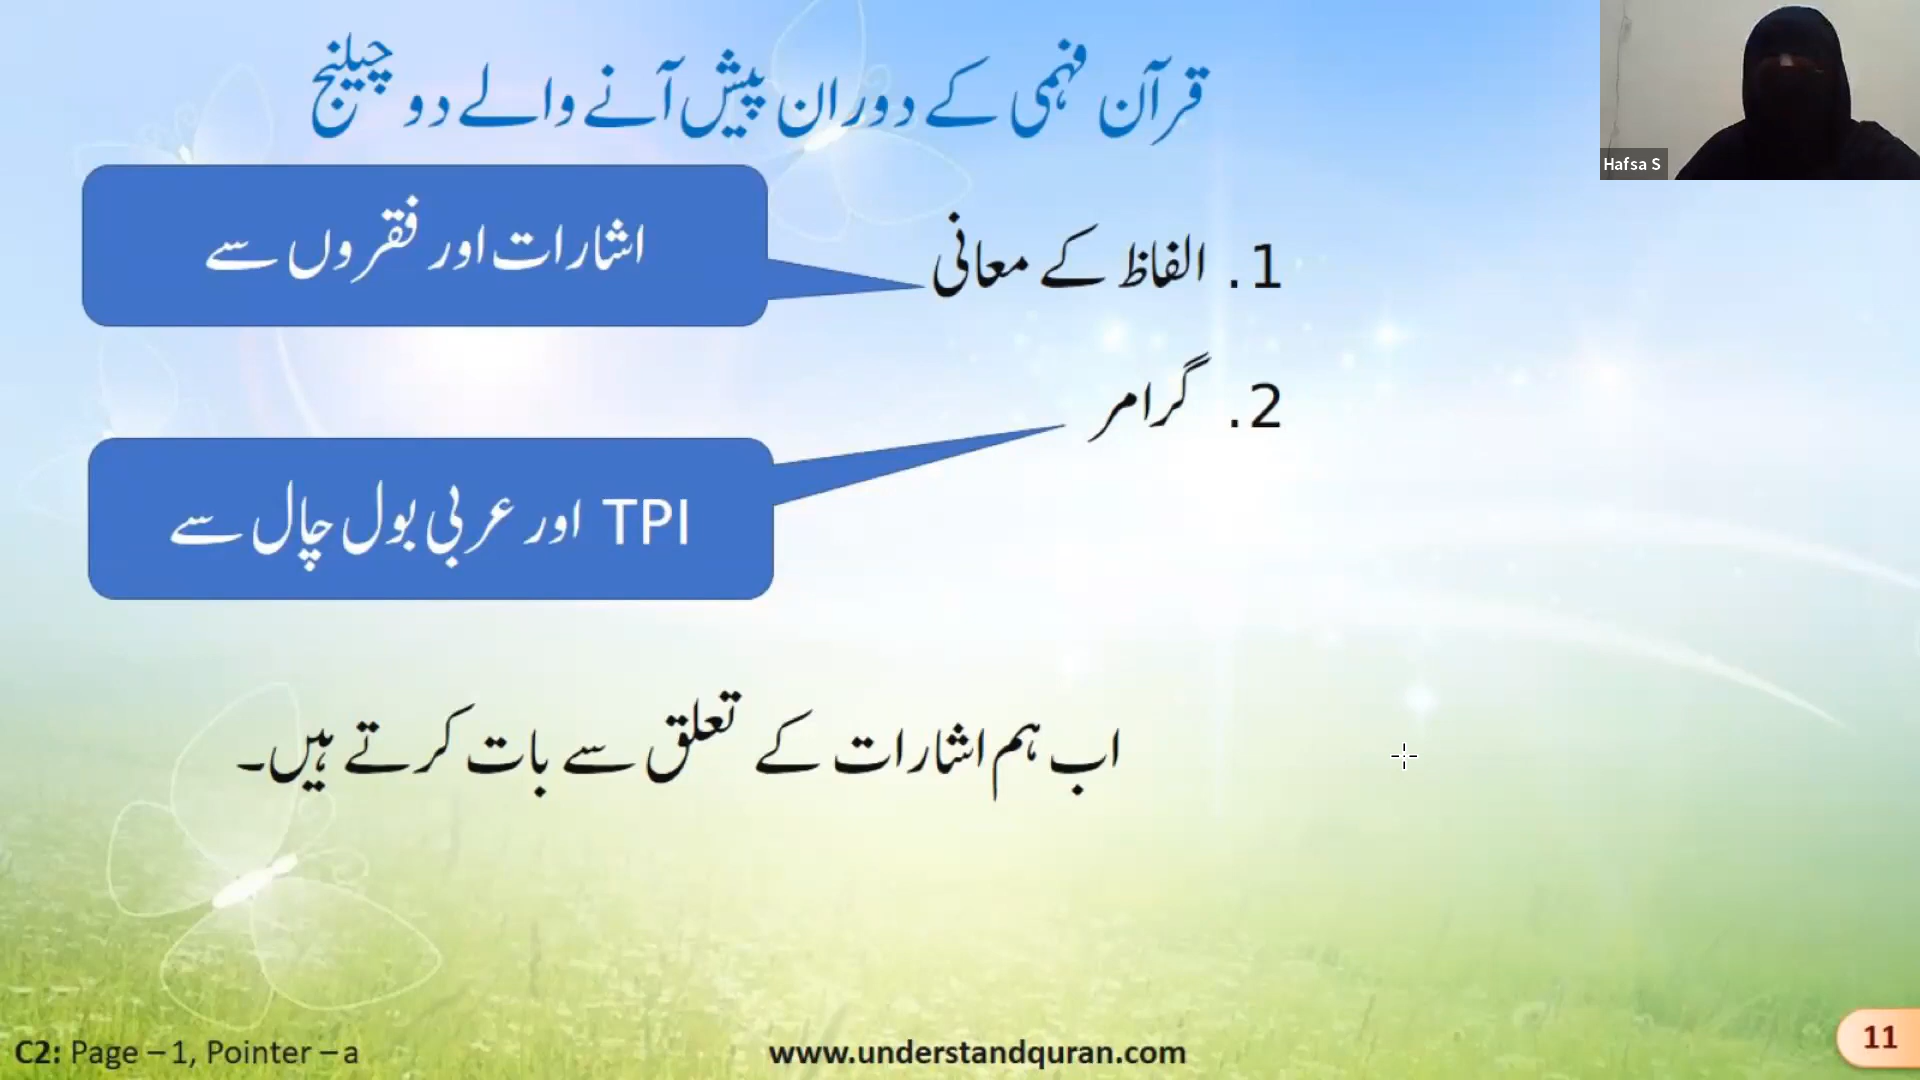 قرآن فہمی کے دوران پیش آنے والے دو چیلنج
Hafsa S
1. الفاظ کے معانی
اشارات اور فقروں سے
2. گرامر
TPI اور عربی بول چال سے
اب ہم اشارات کے تعلق سے بات کرتے ہیں۔
C2: Page – 1, Pointer – a
www.understandquran.com
11